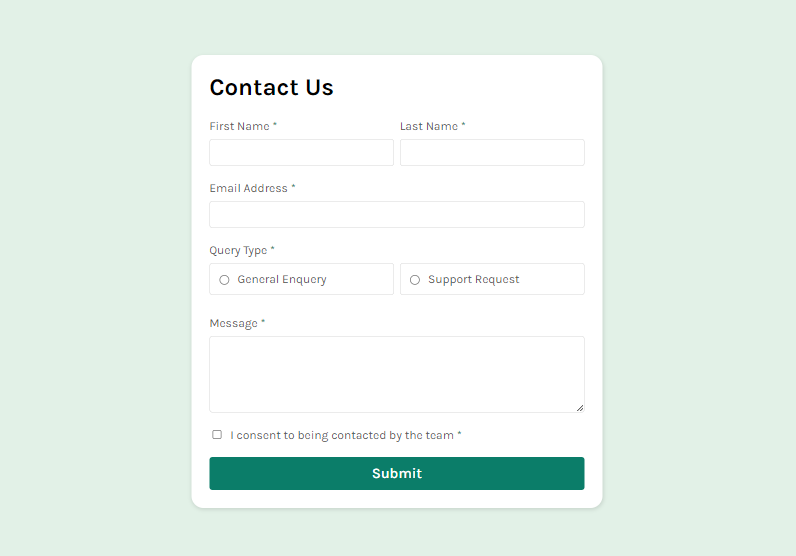 Contact Us
First Name * Last Name *
Email Address *
Query Type *
General Enquery Support Request
Message *
I consent to being contacted by the team *
Submit